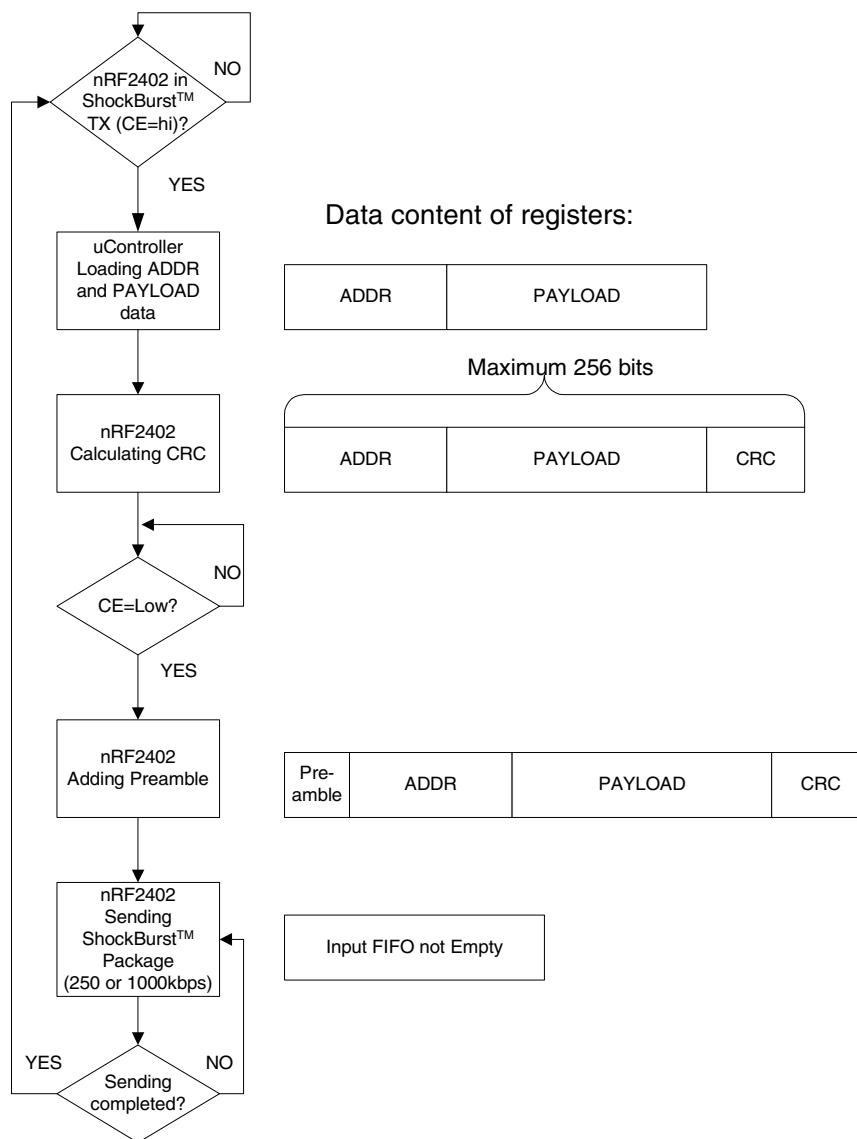 NO
nRF2402 in
ShockBurst™
TX (CE=hi)?
YES
Data content of registers:
uController
Loading ADDR
and PAYLOAD
data
ADDR
PAYLOAD
Maximum 256 bits
nRF2402
Calculating CRC
ADDR
PAYLOAD
CRC
NO
CE=Low?
YES
nRF2402
Adding Preamble
Pre-
amble
ADDR
PAYLOAD
CRC
nRF2402
Sending
ShockBurst™
Package
(250 or 1000kbps)
Input FIFO not Empty
YES
NO
Sending
completed?